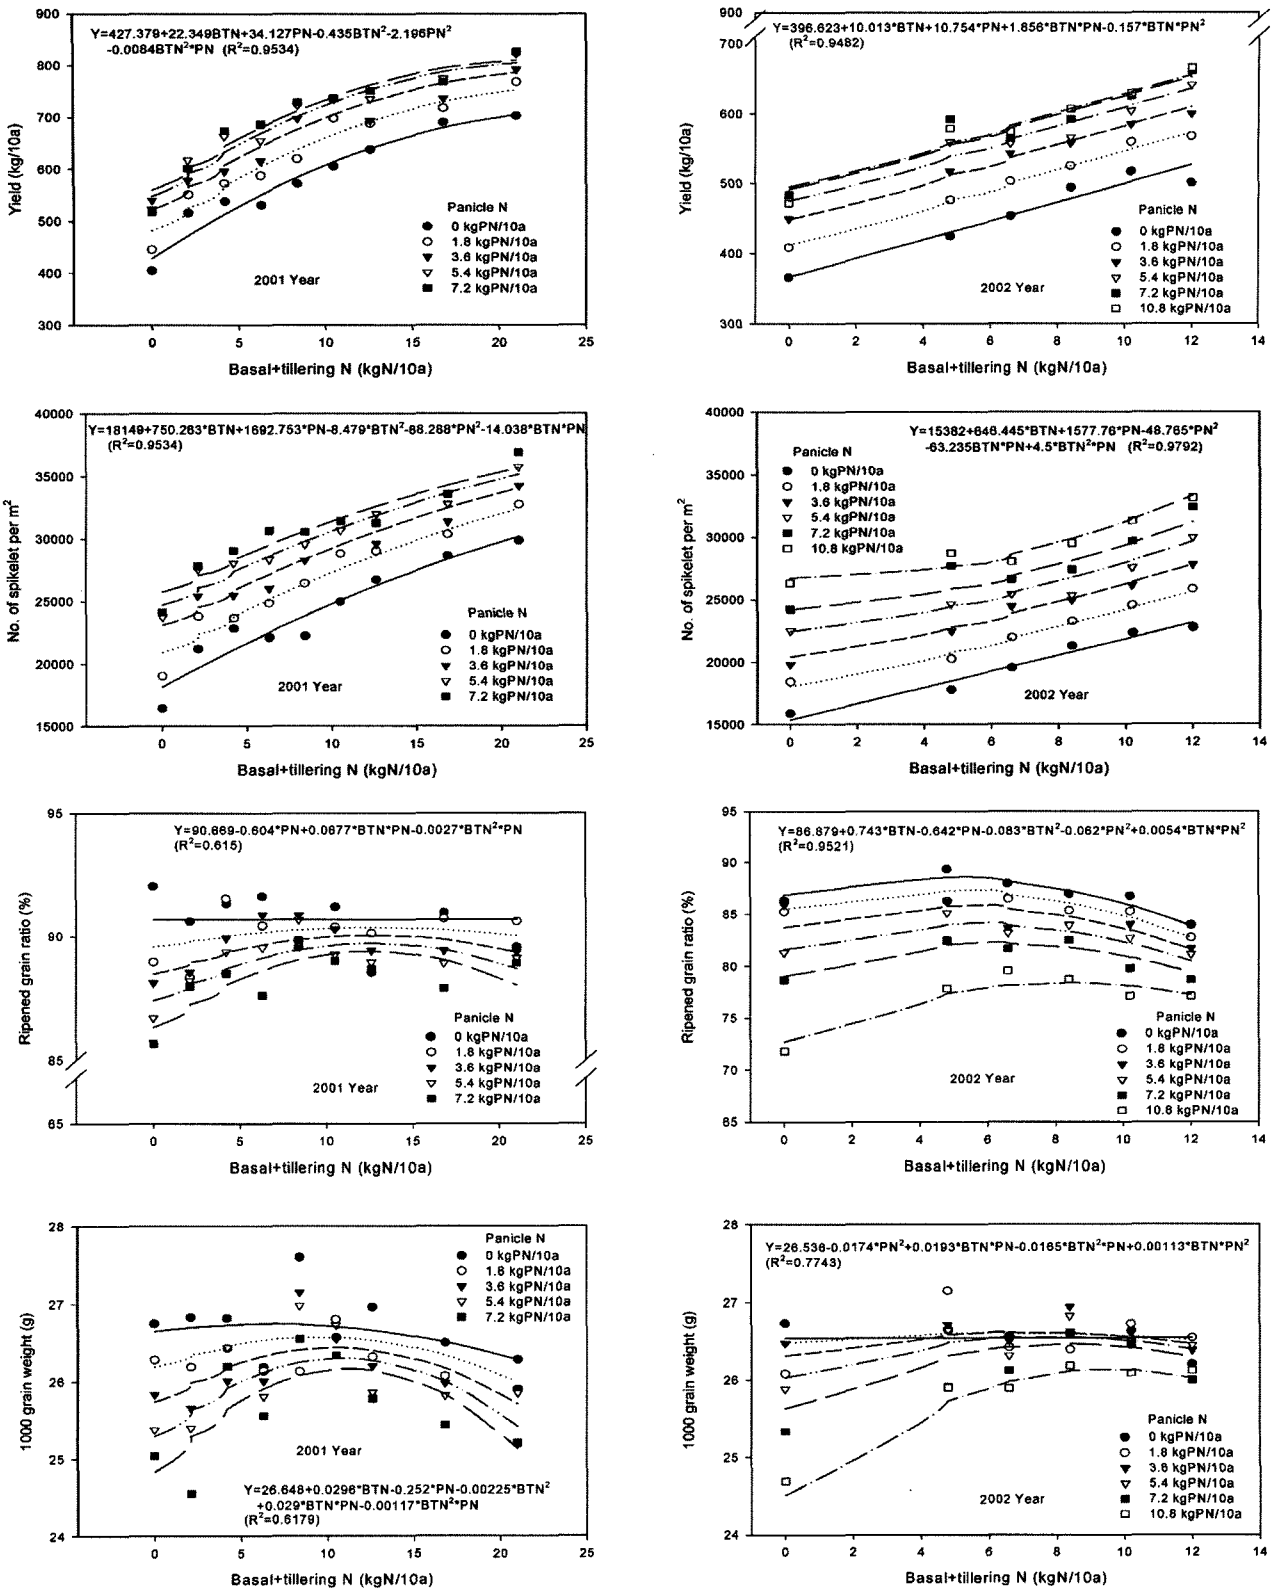 Y=427.379+22.349BTN+34.127PN-0.435BTN²-2.196PN²
-0.0084BTN²*PN (R²=0.9534)
900
800
700
600
500
400
300
Yield (kg/10a)
Panicle N
0 kgPN/10a
1.8 kgPN/10a
3.6 kgPN/10a
5.4 kgPN/10a
7.2 kgPN/10a
2001 Year
0 5 10 15 20 25
Basal+tillering N (kgN/10a)
Y=396.623+10.013*BTN+10.754*PN+1.856*BTN*PN-0.157*BTN*PN²
(R²=0.9482)
900
700
600
500
400
300
Yield (kg/10a)
Panicle N
0 kgPN/10a
1.8 kgPN/10a
3.6 kgPN/10a
5.4 kgPN/10a
7.2 kgPN/10a
10.8 kgPN/10a
2002 Year
0 2 4 6 8 10 12 14
Basal+tillering N (kgN/10a)
Y=18149+750.263*BTN+1692.753*PN-8.479*BTN²-88.288*PN²-14.038*BTN*PN
(R²=0.9534)
40000
35000
30000
25000
20000
15000
No. of spikelet per m²
Panicle N
0 kgPN/10a
1.8 kgPN/10a
3.6 kgPN/10a
5.4 kgPN/10a
7.2 kgPN/10a
2001 Year
0 5 10 15 20 25
Basal+tillering N (kgN/10a)
Y=15382+646.445*BTN+1577.76*PN-48.765*PN²
-63.235BTN*PN+4.5*BTN²*PN (R²=0.9792)
40000
35000
30000
25000
20000
15000
No. of spikelet per m²
Panicle N
0 kgPN/10a
1.8 kgPN/10a
3.6 kgPN/10a
5.4 kgPN/10a
7.2 kgPN/10a
10.8 kgPN/10a
2002 Year
0 2 4 6 8 10 12 14
Basal+tillering N (kgN/10a)
Y=90.669-0.604*PN+0.0677*BTN*PN-0.0027*BTN²*PN
(R²=0.615)
95
90
85
65
Ripened grain ratio (%)
Panicle N
0 kgPN/10a
1.8 kgPN/10a
3.6 kgPN/10a
5.4 kgPN/10a
7.2 kgPN/10a
2001 Year
0 5 10 15 20 25
Basal+tillering N (kgN/10a)
Y=86.879+0.743*BTN-0.642*PN-0.083*BTN²-0.062*PN²+0.0054*BTN*PN²
(R²=0.9521)
95
90
85
80
75
70
65
Ripened grain ratio (%)
Panicle N
0 kgPN/10a
1.8 kgPN/10a
3.6 kgPN/10a
5.4 kgPN/10a
7.2 kgPN/10a
10.8 kgPN/10a
2002 Year
0 2 4 6 8 10 12 14
Basal+tillering N (kgN/10a)
28
27
26
25
24
1000 grain weight (g)
Panicle N
0 kgPN/10a
1.8 kgPN/10a
3.6 kgPN/10a
5.4 kgPN/10a
7.2 kgPN/10a
2001 Year
Y=26.648+0.0296*BTN-0.252*PN-0.00225*BTN²
+0.029*BTN*PN-0.00117*BTN²*PN
(R²=0.6179)
0 5 10 15 20 25
Basal+tillering N (kgN/10a)
Y=26.536-0.0174*PN²+0.0193*BTN*PN-0.0165*BTN²*PN+0.00113*BTN*PN²
(R²=0.7743)
28
27
26
25
24
1000 grain weight (g)
Panicle N
0 kgPN/10a
1.8 kgPN/10a
3.6 kgPN/10a
5.4 kgPN/10a
7.2 kgPN/10a
10.8 kgPN/10a
2002 Year
0 2 4 6 8 10 12 14
Basal+tillering N (kgN/10a)